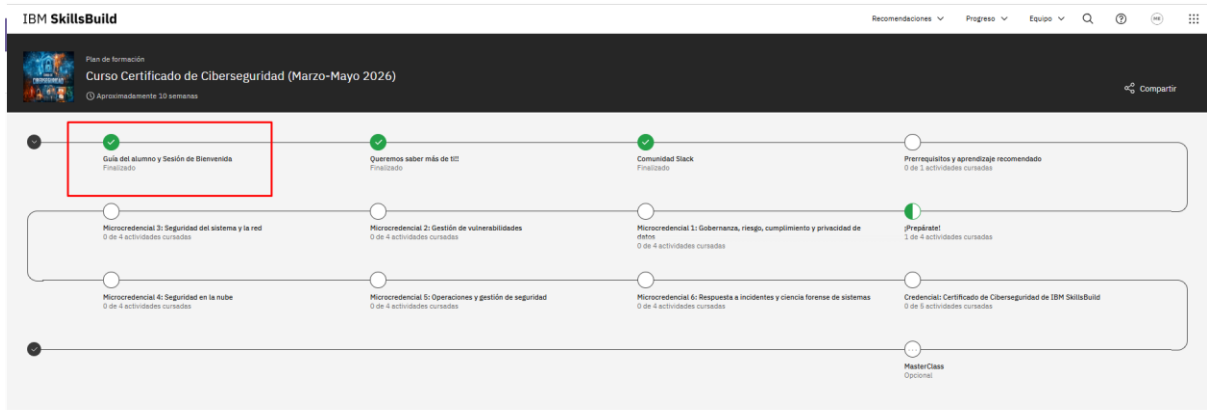 IBM SkillsBuild
Recomendaciones
Progreso
Equipo
Plan de formación
Curso Certificado de Ciberseguridad (Marzo-Mayo 2026)
Aproximadamente 10 semanas
Compartir
Guía del alumno y Sesión de Bienvenida
Finalizado
Queremos saber más de ti!!
Finalizado
Comunidad Slack
Finalizado
Prerrequisitos y aprendizaje recomendado
0 de 1 actividades cursadas
Microcredencial 3: Seguridad del sistema y la red
0 de 4 actividades cursadas
Microcredencial 2: Gestión de vulnerabilidades
0 de 4 actividades cursadas
Microcredencial 1: Gobernanza, riesgo, cumplimiento y privacidad de
datos
0 de 4 actividades cursadas
¡Prepárate!
1 de 4 actividades cursadas
Microcredencial 4: Seguridad en la nube
0 de 4 actividades cursadas
Microcredencial 5: Operaciones y gestión de seguridad
0 de 4 actividades cursadas
Microcredencial 6: Respuesta a incidentes y ciencia forense de sistemas
0 de 4 actividades cursadas
Credencial: Certificado de Ciberseguridad de IBM SkillsBuild
0 de 5 actividades cursadas
MasterClass
Opcional